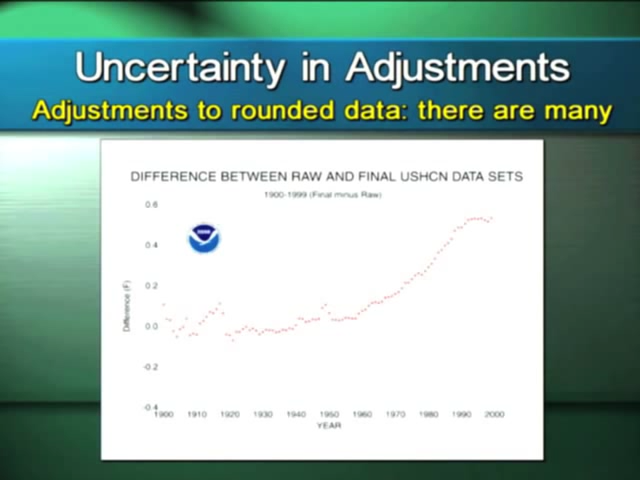 Uncertainty in Adjustments
Adjustments to rounded data: there are many
DIFFERENCE BETWEEN RAW AND FINAL USHCN DATA SETS
1900-1999 (Final minus Raw)
0.6
0.4
0.2
0.0
-0.2
-0.4
Difference (F)
1900 1910 1920 1930 1940 1950 1960 1970 1980 1990 2000
YEAR